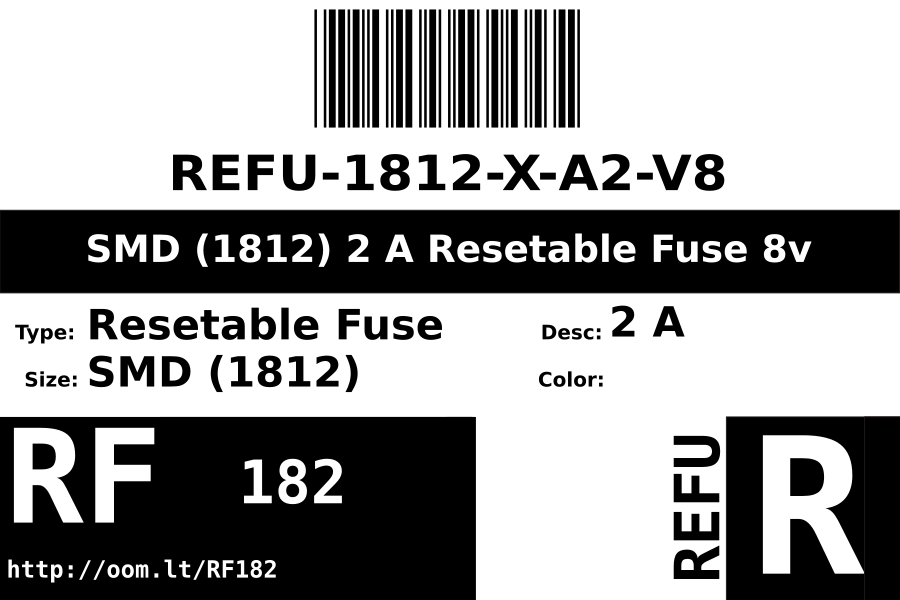 REFU-1812-X-A2-V8
SMD (1812) 2 A Resetable Fuse 8v
Type: Resetable Fuse
Desc: 2 A
Size: SMD (1812)
Color:
RF 182
http://oom.lt/RF182
REFU
R